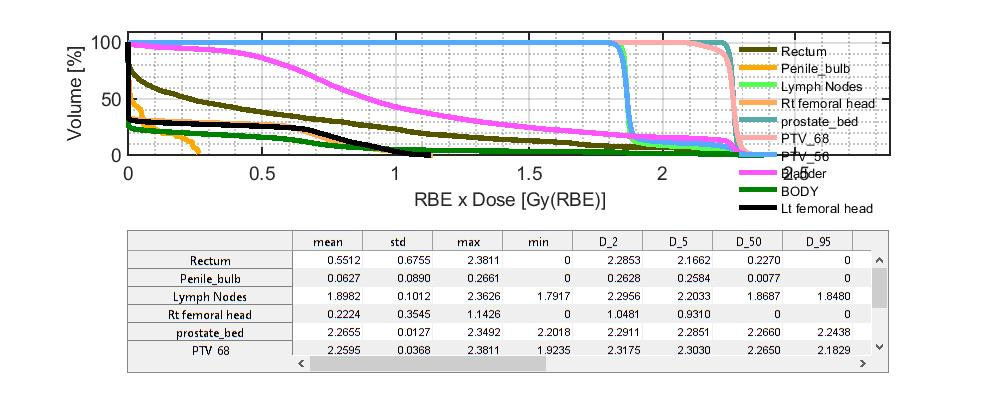 100
50
0
Volume [%]
0 0.5 1 1.5 2 2.5
RBE x Dose [Gy(RBE)]
Rectum
Penile_bulb
Lymph Nodes
Rt femoral head
prostate_bed
PTV_68
PTV_56
Bladder
BODY
Lt femoral head
mean std max min D_2 D_5 D_50 D_95
Rectum 0.5512 0.6755 2.3811 0 2.2853 2.1662 0.2270 0
Penile_bulb 0.0627 0.0890 0.2661 0 0.2628 0.2584 0.0077 0
Lymph Nodes 1.8982 0.1012 2.3626 1.7917 2.2956 2.2033 1.8687 1.8480
Rt femoral head 0.2224 0.3545 1.1426 0 1.0481 0.9310 0 0
prostate_bed 2.2655 0.0127 2.3492 2.2018 2.2911 2.2851 2.2660 2.2438
PTV_68 2.2595 0.0368 2.3811 1.9235 2.3175 2.3030 2.2650 2.1829